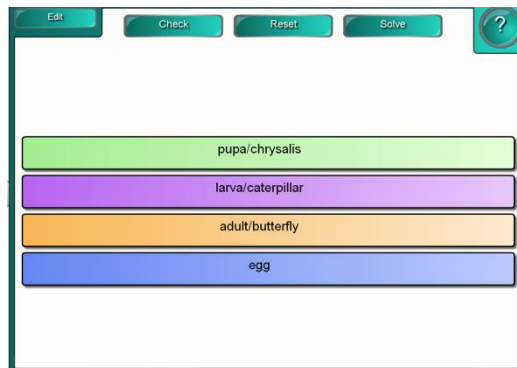 Edit
Check Reset Solve ?
pupa/chrysalis
larva/caterpillar
adult/butterfly
egg